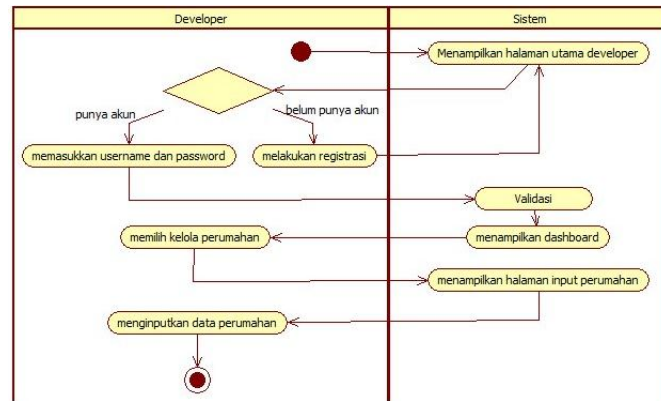 Developer
Sistem
Menampilkan halaman utama developer
punya akun
belum punya akun
memasukkan username dan password
melakukan registrasi
Validasi
memilih kelola perumahan
menampilkan dashboard
menampilkan halaman input perumahan
menginputkan data perumahan